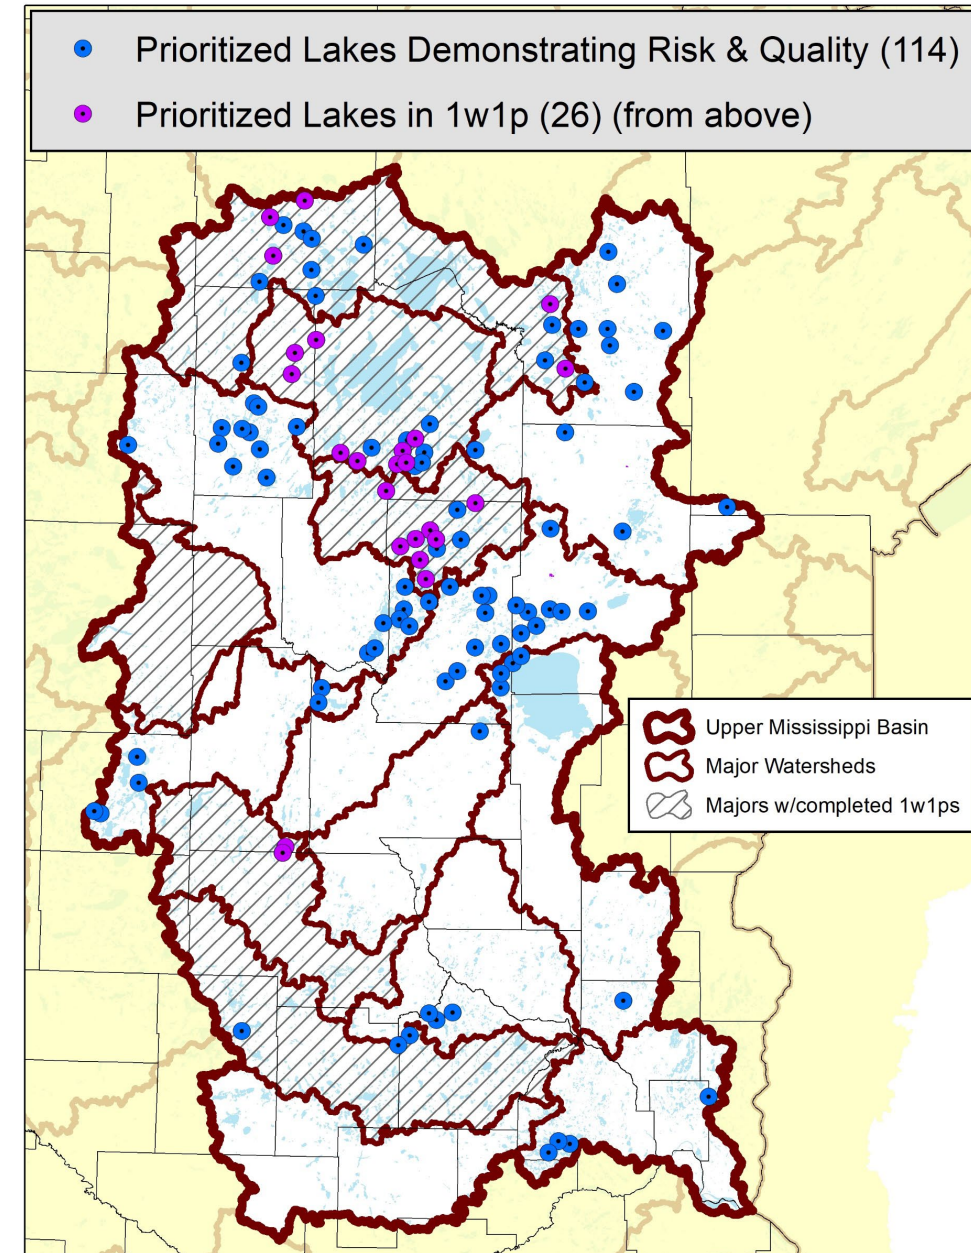 Prioritized Lakes Demonstrating Risk & Quality (114)
Prioritized Lakes in 1w1p (26) (from above)
Upper Mississippi Basin
Major Watersheds
Majors w/completed 1w1ps